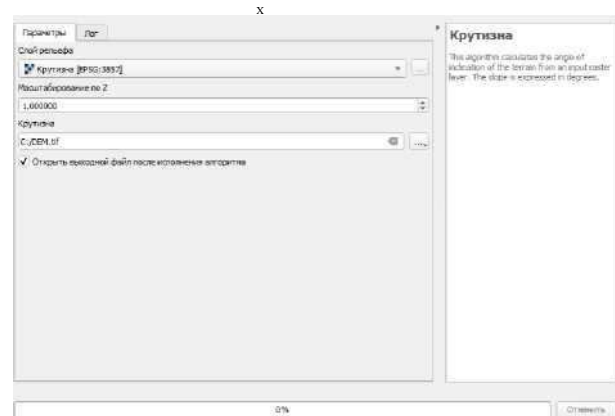 x
Параметры Лог
Слой рельефа
Крутизна [EPSG:3857]
...
Масштабирование по Z
1,000000
Крутизна
C:/DEM.tif
...
✓ Открыть выходной файл после исполнения алгоритма
Крутизна
This algorithm calculates the angle of
inclination of the terrain from an input raster
layer. The slope is expressed in degrees.
0%
Отменить